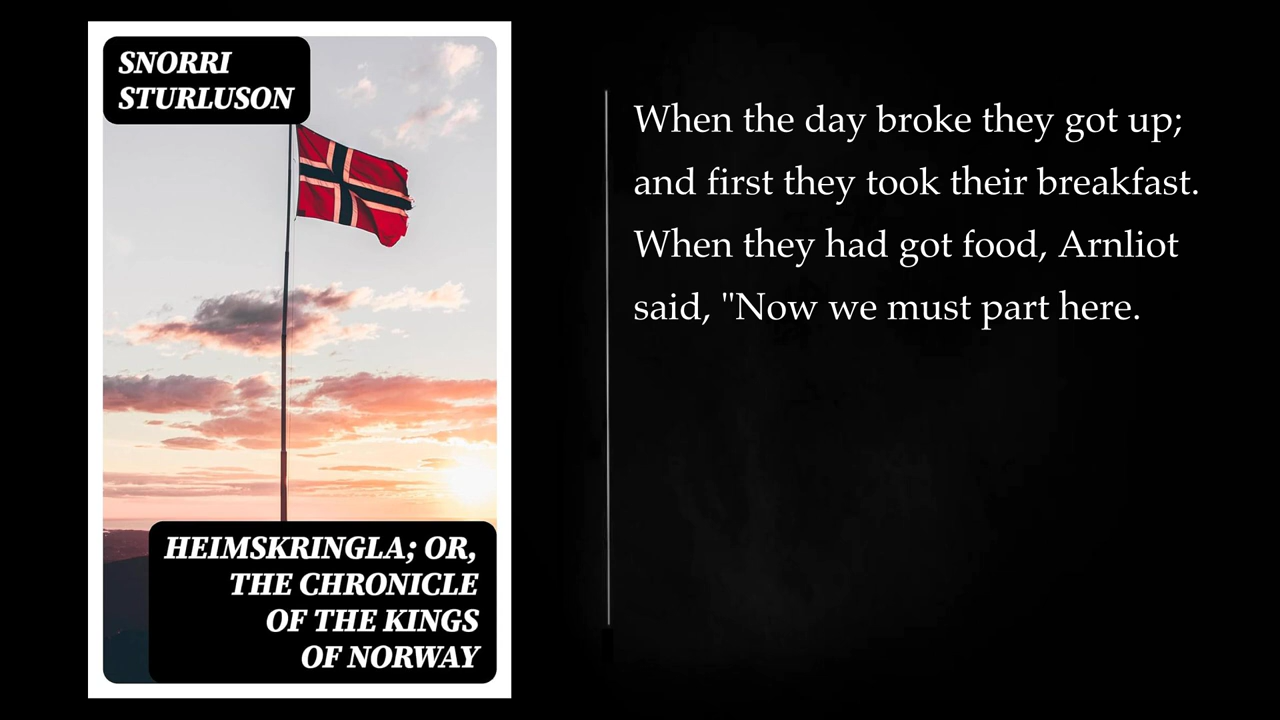 SNORRI
STURLUSON
HEIMSKRINGLA; OR,
THE CHRONICLE
OF THE KINGS
OF NORWAY
When the day broke they got up;
and first they took their breakfast.
When they had got food, Arnliot
said, "Now we must part here.